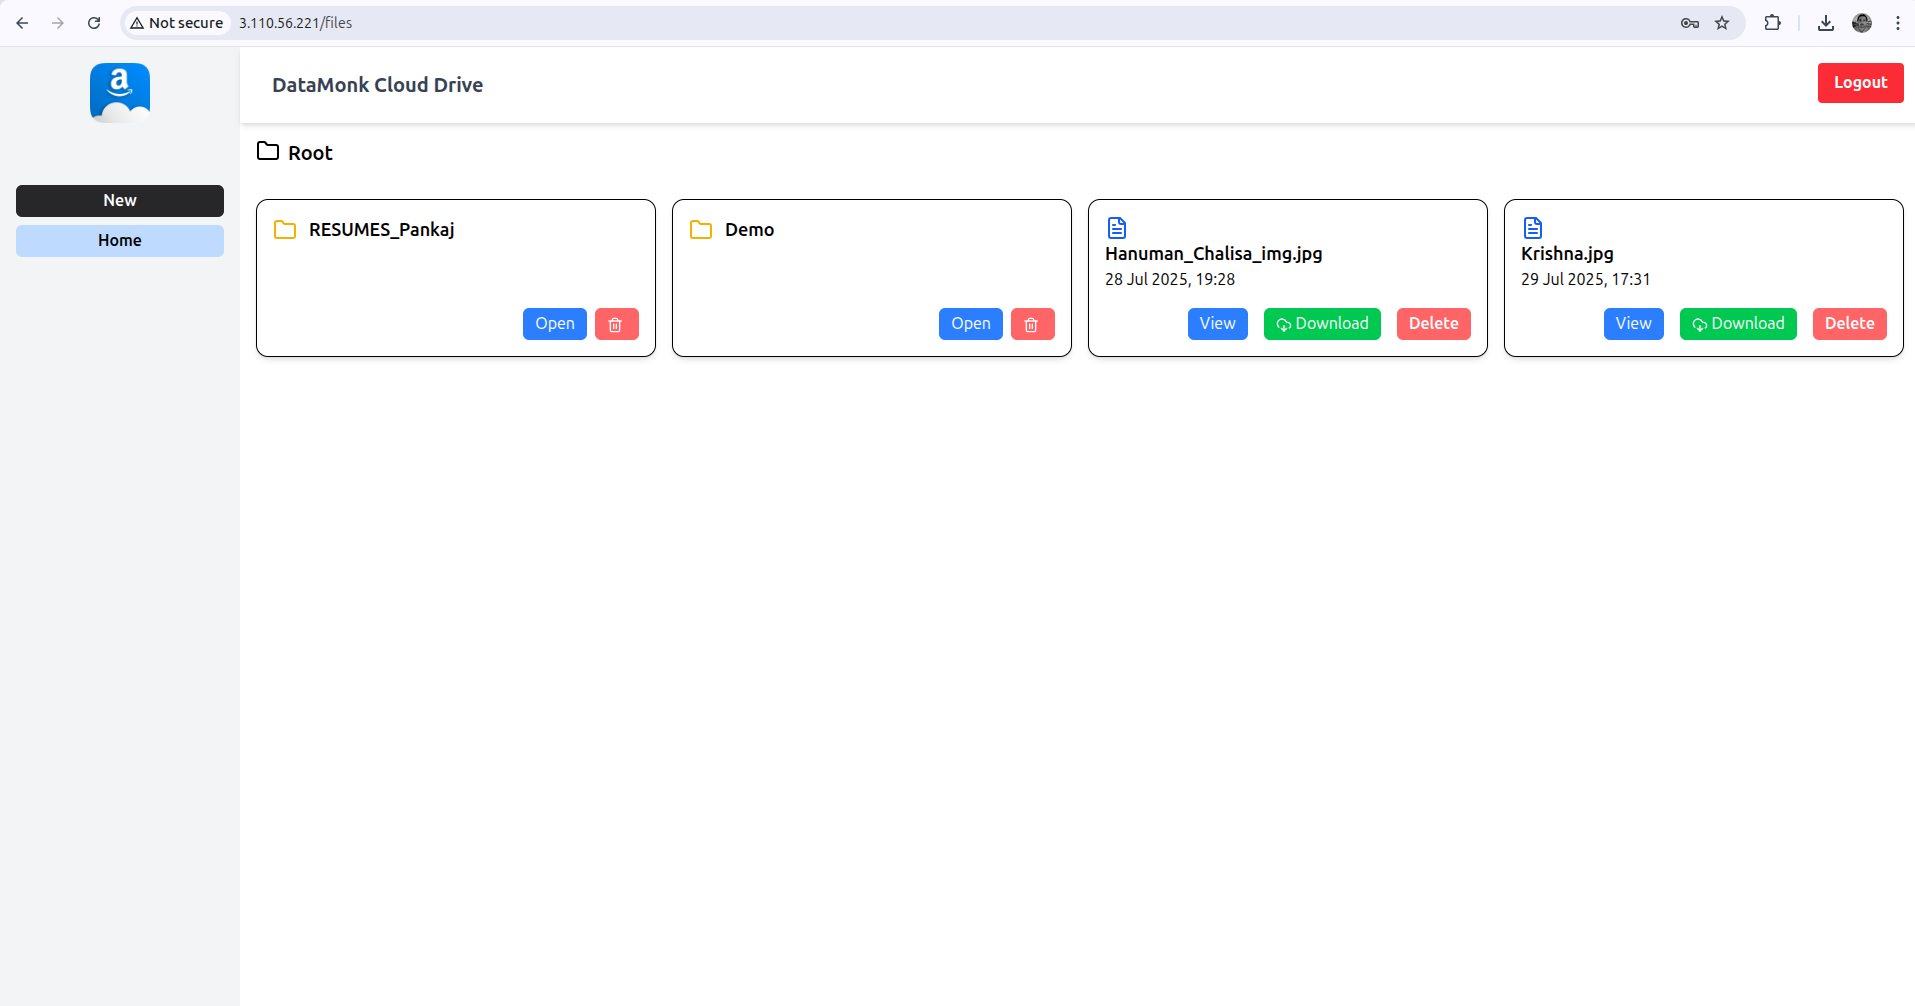 Not secure 3.110.56.221/files
a
DataMonk Cloud Drive
Logout
New
Home
Root
RESUMES_Pankaj
Open
Demo
Open
Hanuman_Chalisa_img.jpg
28 Jul 2025, 19:28
View Download Delete
Krishna.jpg
29 Jul 2025, 17:31
View Download Delete